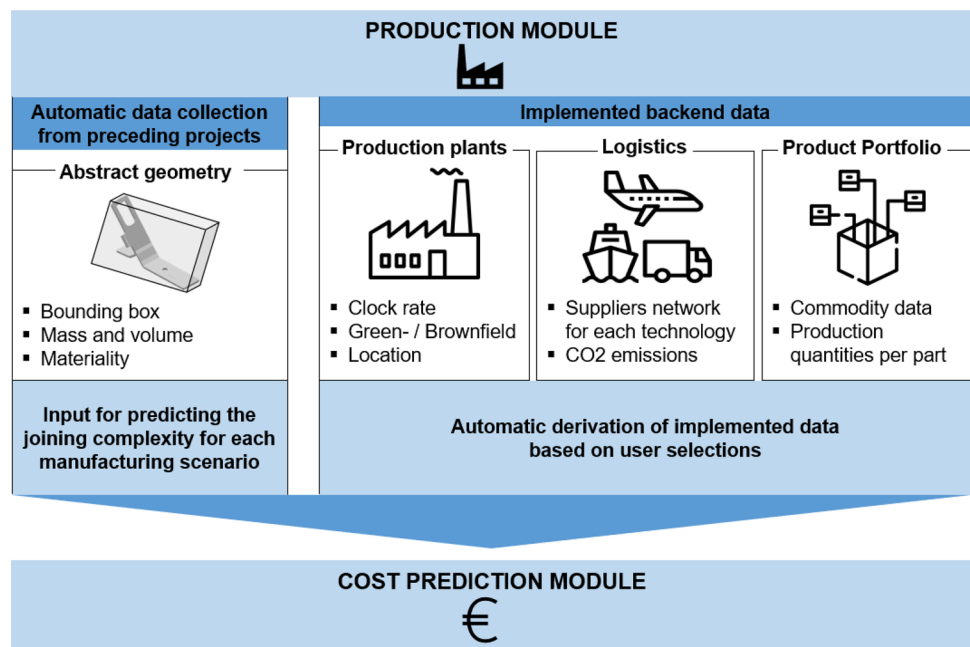 PRODUCTION MODULE
Automatic data collection
from preceding projects
Abstract geometry
▪ Bounding box
▪ Mass and volume
▪ Materiality
Input for predicting the
joining complexity for each
manufacturing scenario
Implemented backend data
Production plants
▪ Clock rate
▪ Green- / Brownfield
▪ Location
Logistics
▪ Suppliers network
for each technology
▪ CO2 emissions
Product Portfolio
▪ Commodity data
▪ Production
quantities per part
Automatic derivation of implemented data
based on user selections
COST PREDICTION MODULE
€